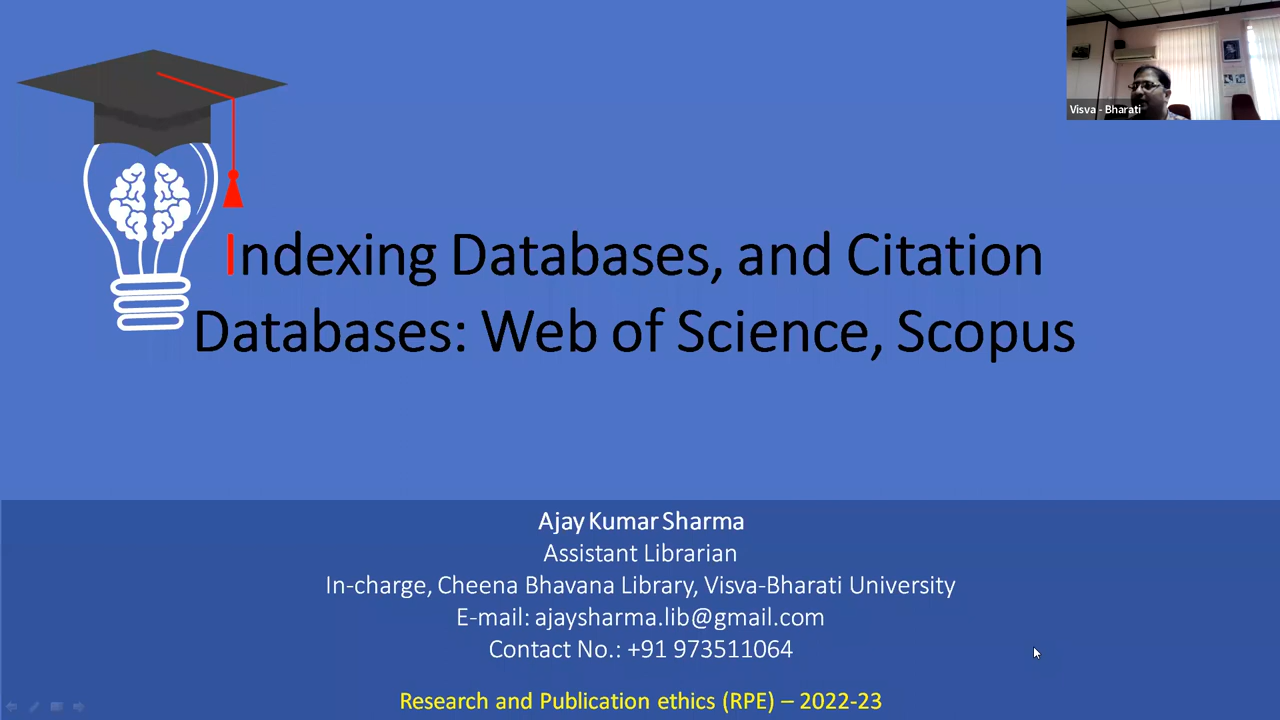 Visva - Bharati
Indexing Databases, and Citation
Databases: Web of Science, Scopus
Ajay Kumar Sharma
Assistant Librarian
In-charge, Cheena Bhavana Library, Visva-Bharati University
E-mail: ajaysharma.lib@gmail.com
Contact No.: +91 973511064
Research and Publication ethics (RPE) – 2022-23